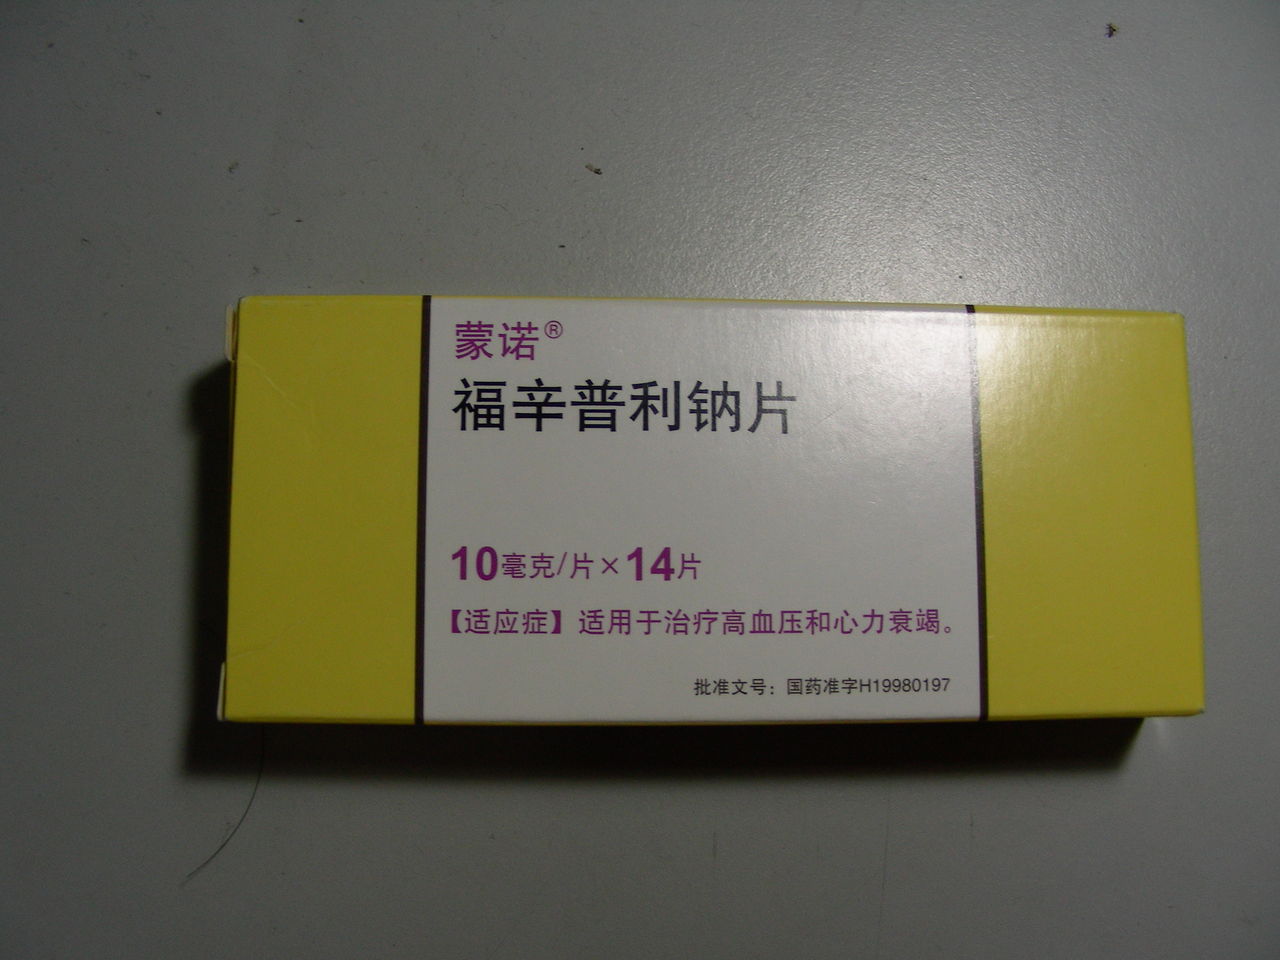 蒙诺®
福辛普利钠片
10毫克/片×14片
【适应症】适用于治疗高血压和心力衰竭。
批准文号：国药准字H19980197